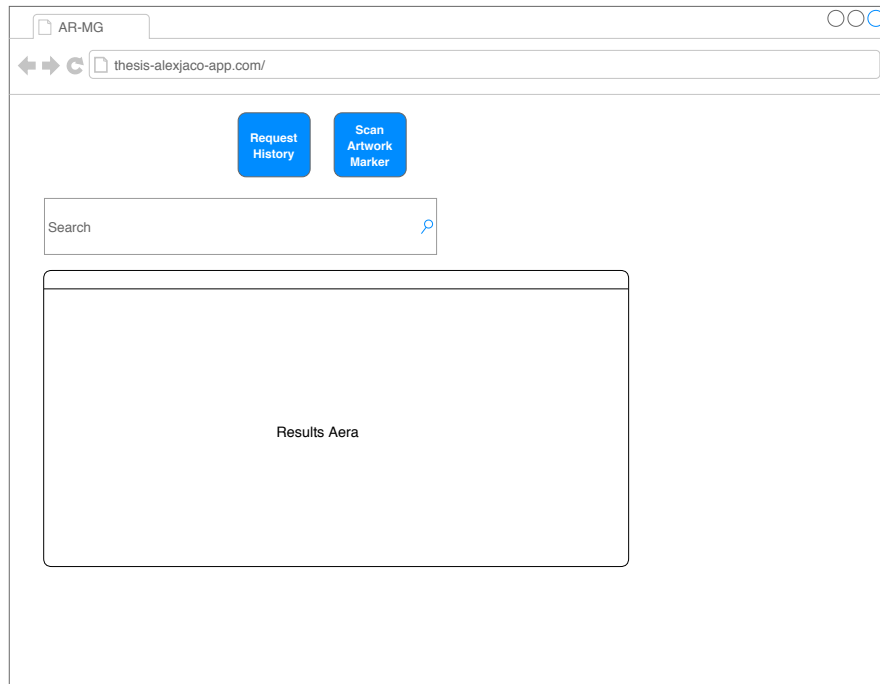 AR-MG
thesis-alexjaco-app.com/
Request
History
Scan
Artwork
Marker
Search
Results Aera